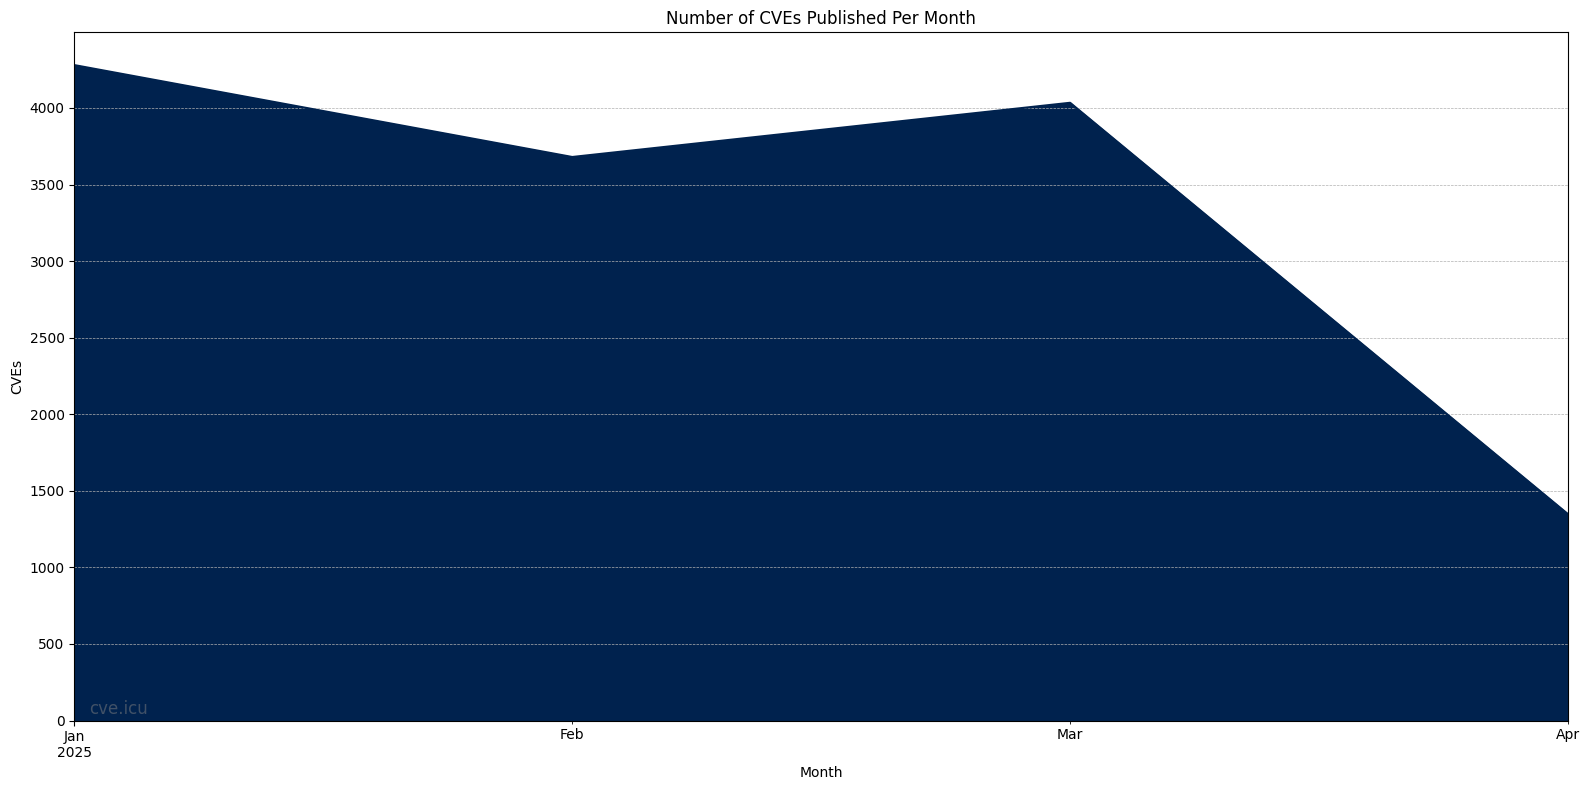 Number of CVEs Published Per Month
CVEs
4000
3500
3000
2500
2000
1500
1000
500
0
cve.icu
Jan
2025
Feb
Mar
Apr
Month